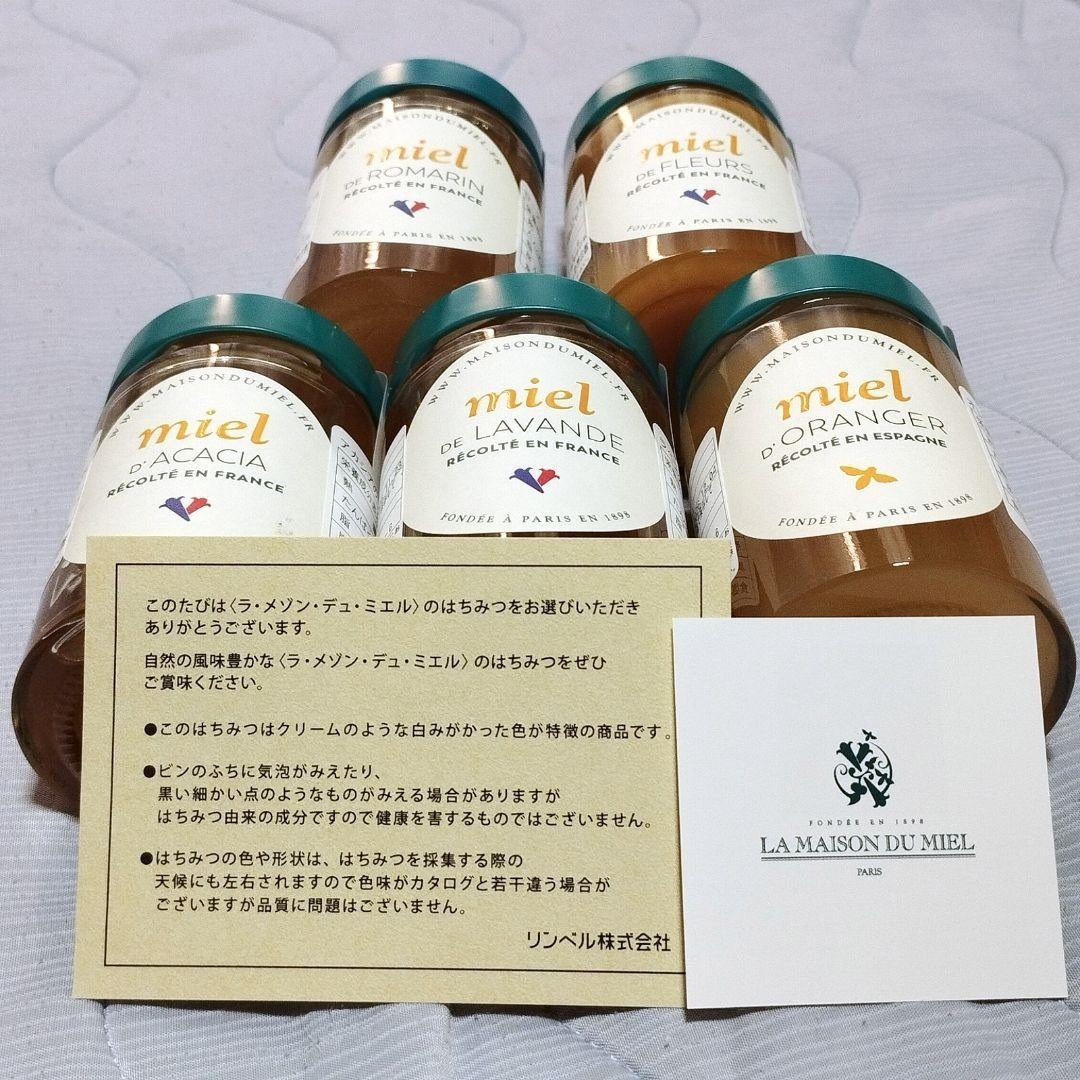 WWW.MAISONDUMIEL.FR
miel
DE ROMARIN
RÉCOLTÉ EN FRANCE
FONDÉE À PARIS EN 1898
WWW.MAISONDUMIEL.FR
miel
DE FLEURS
RÉCOLTÉ EN FRANCE
FONDÉE À PARIS EN 1898
WWW.MAISONDUMIEL.FR
miel
D'ACACIA
RÉCOLTÉ EN FRANCE
WWW.MAISONDUMIEL.FR
miel
DE LAVANDE
RÉCOLTÉ EN FRANCE
FONDÉE À PARIS EN 1898
WWW.MAISONDUMIEL.FR
miel
D'ORANGER
RÉCOLTÉ EN ESPAGNE
FONDÉE À PARIS EN 1898
このたびは〈ラ・メゾン・デュ・ミエル〉のはちみつをお選びいただき
ありがとうございます。
自然の風味豊かな〈ラ・メゾン・デュ・ミエル〉のはちみつをぜひ
ご賞味ください。
●このはちみつはクリームのような白みがかった色が特徴の商品です。
●ビンのふちに気泡がみえたり、
黒い細かい点のようなものがみえる場合がありますが
はちみつ由来の成分ですので健康を害するものではございません。
●はちみつの色や形状は、はちみつを採集する際の
天候にも左右されますので色味がカタログと若干違う場合が
ございますが品質に問題はございません。
リンベル株式会社
FONDÉE EN 1898
LA MAISON DU MIEL
PARIS